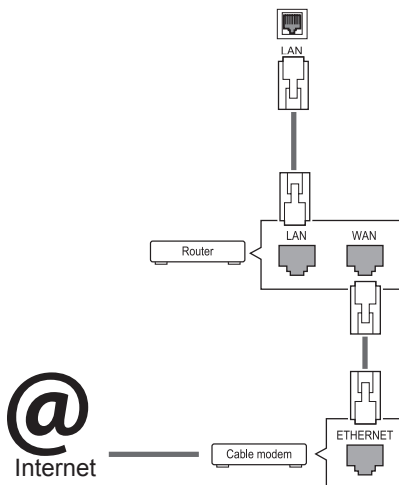 LAN
LAN WAN
Router
ETHERNET
@
Internet
Cable modem